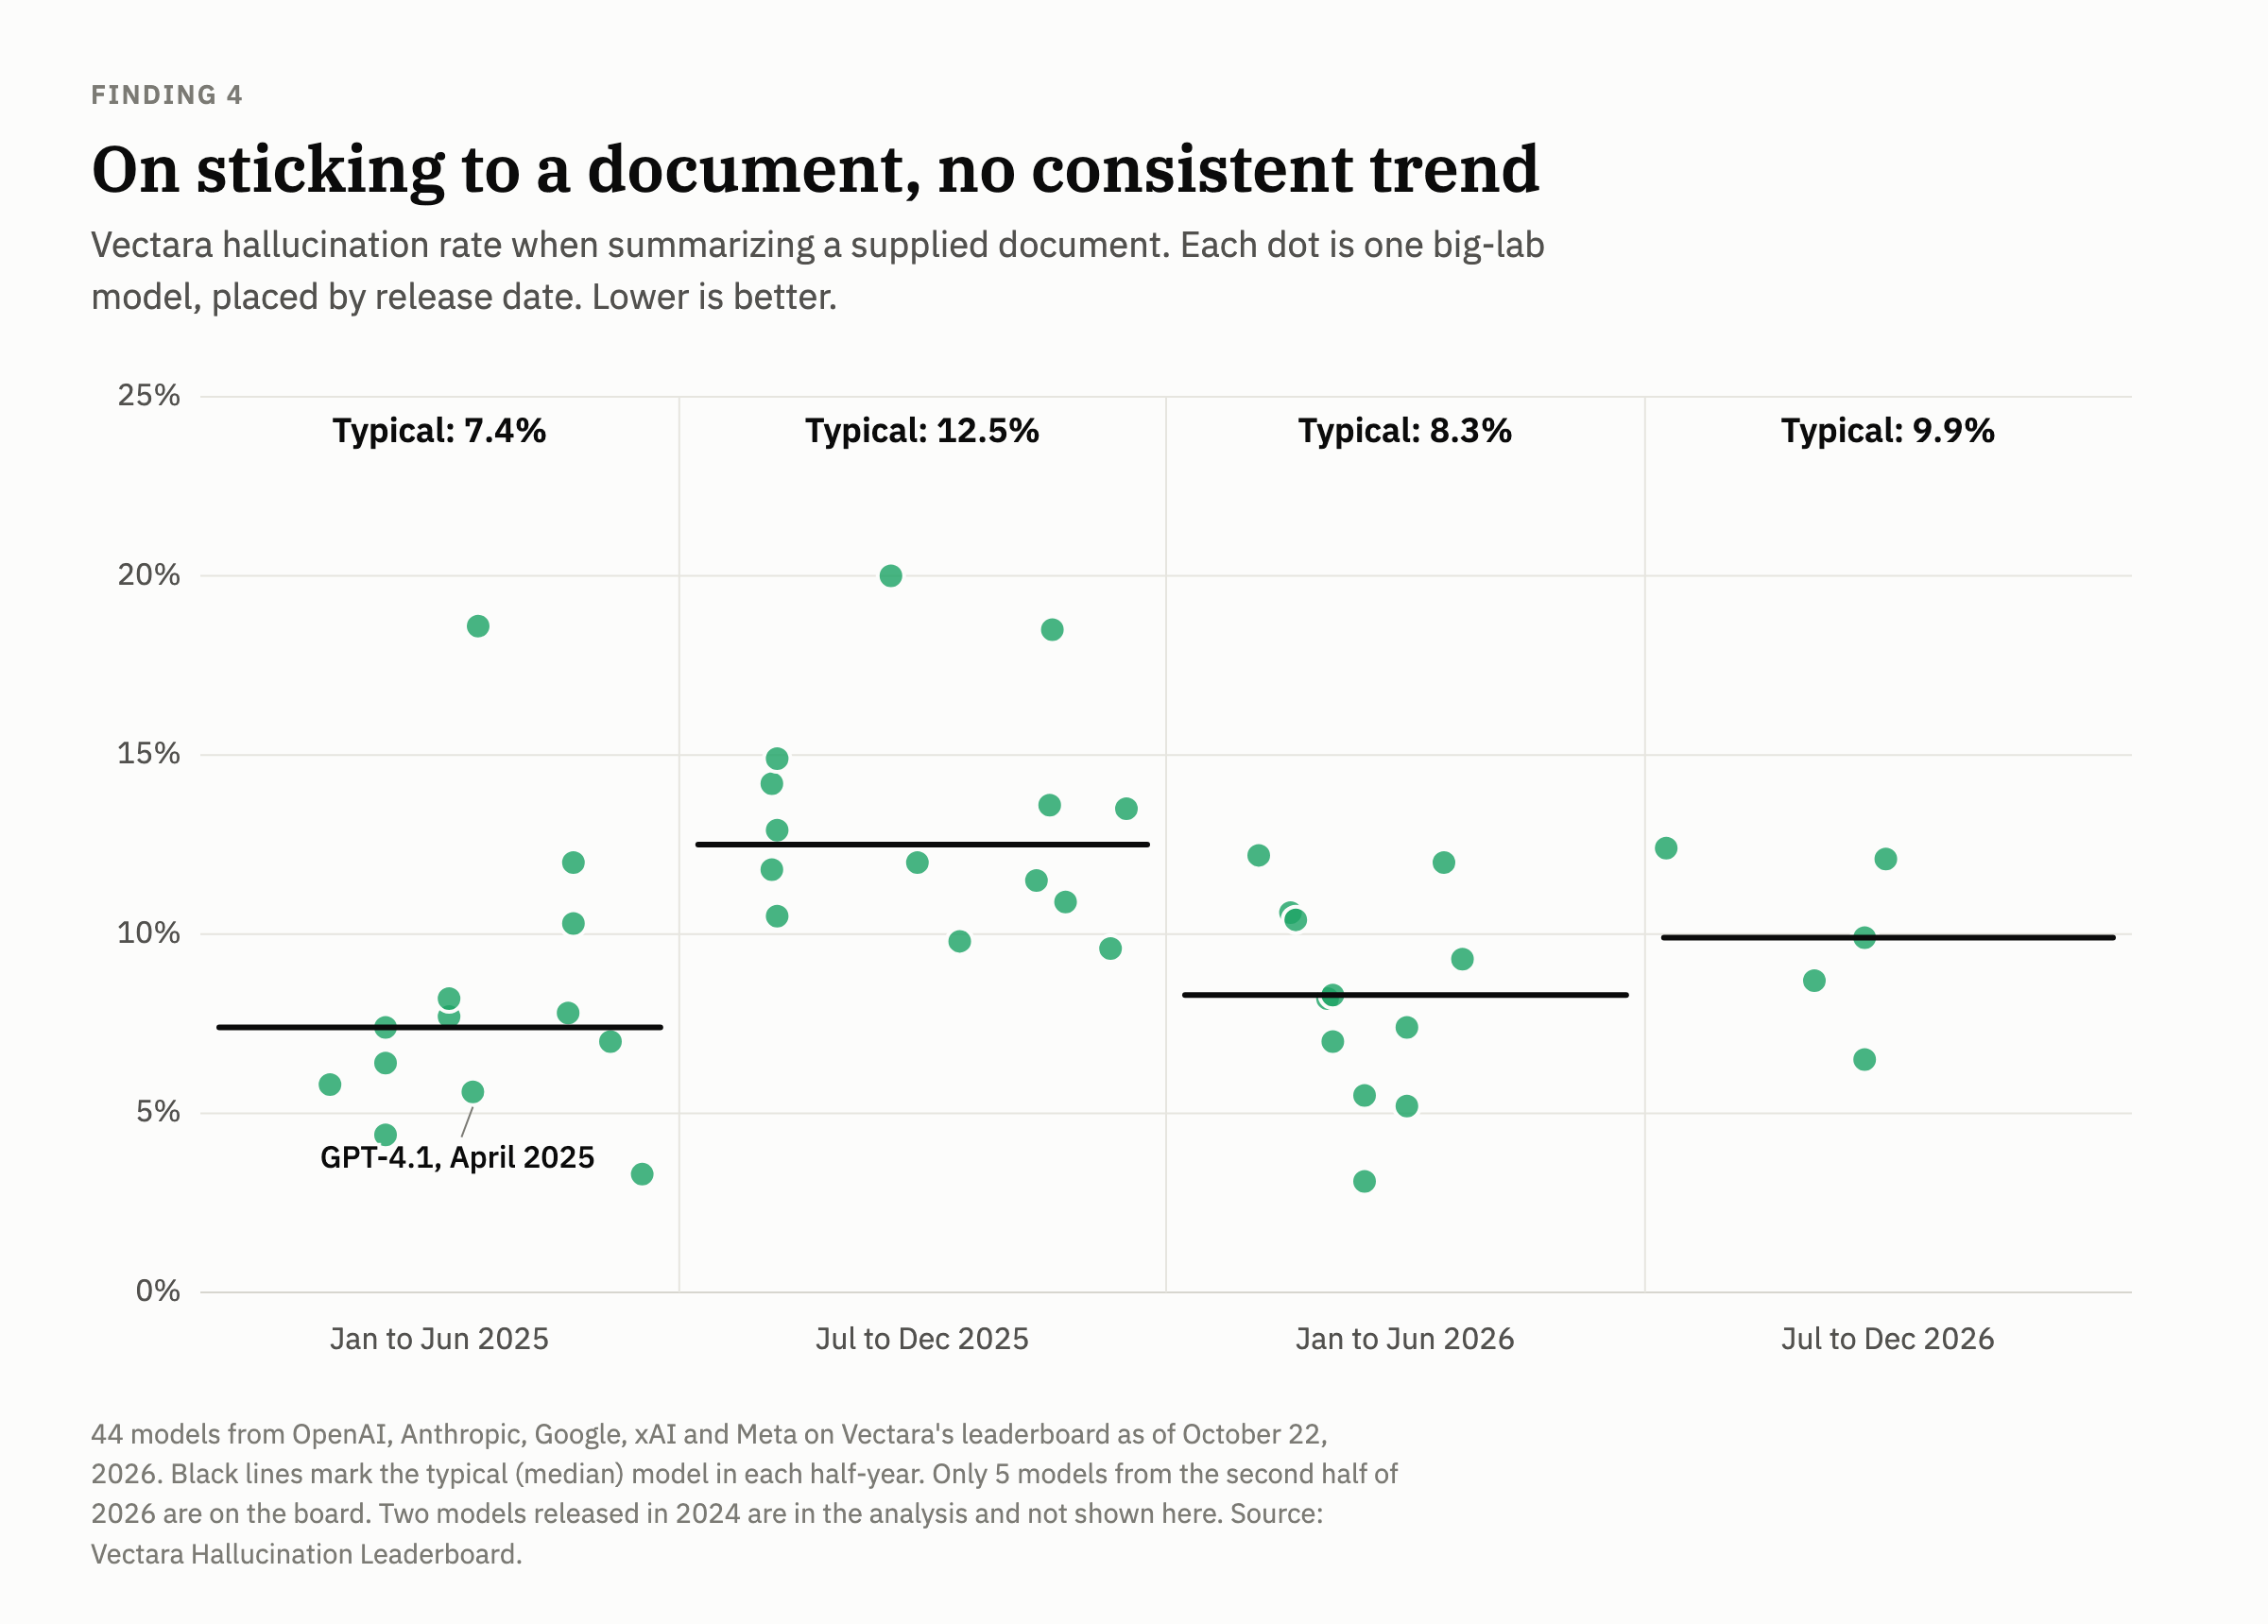 FINDING 4
On sticking to a document, no consistent trend
Vectara hallucination rate when summarizing a supplied document. Each dot is one big-lab
model, placed by release date. Lower is better.
25%
Typical: 7.4%
Typical: 12.5%
Typical: 8.3%
Typical: 9.9%
20%
15%
10%
5%
GPT-4.1, April 2025
0%
Jan to Jun 2025
Jul to Dec 2025
Jan to Jun 2026
Jul to Dec 2026
44 models from OpenAI, Anthropic, Google, xAI and Meta on Vectara's leaderboard as of October 22,
2026. Black lines mark the typical (median) model in each half-year. Only 5 models from the second half of
2026 are on the board. Two models released in 2024 are in the analysis and not shown here. Source:
Vectara Hallucination Leaderboard.